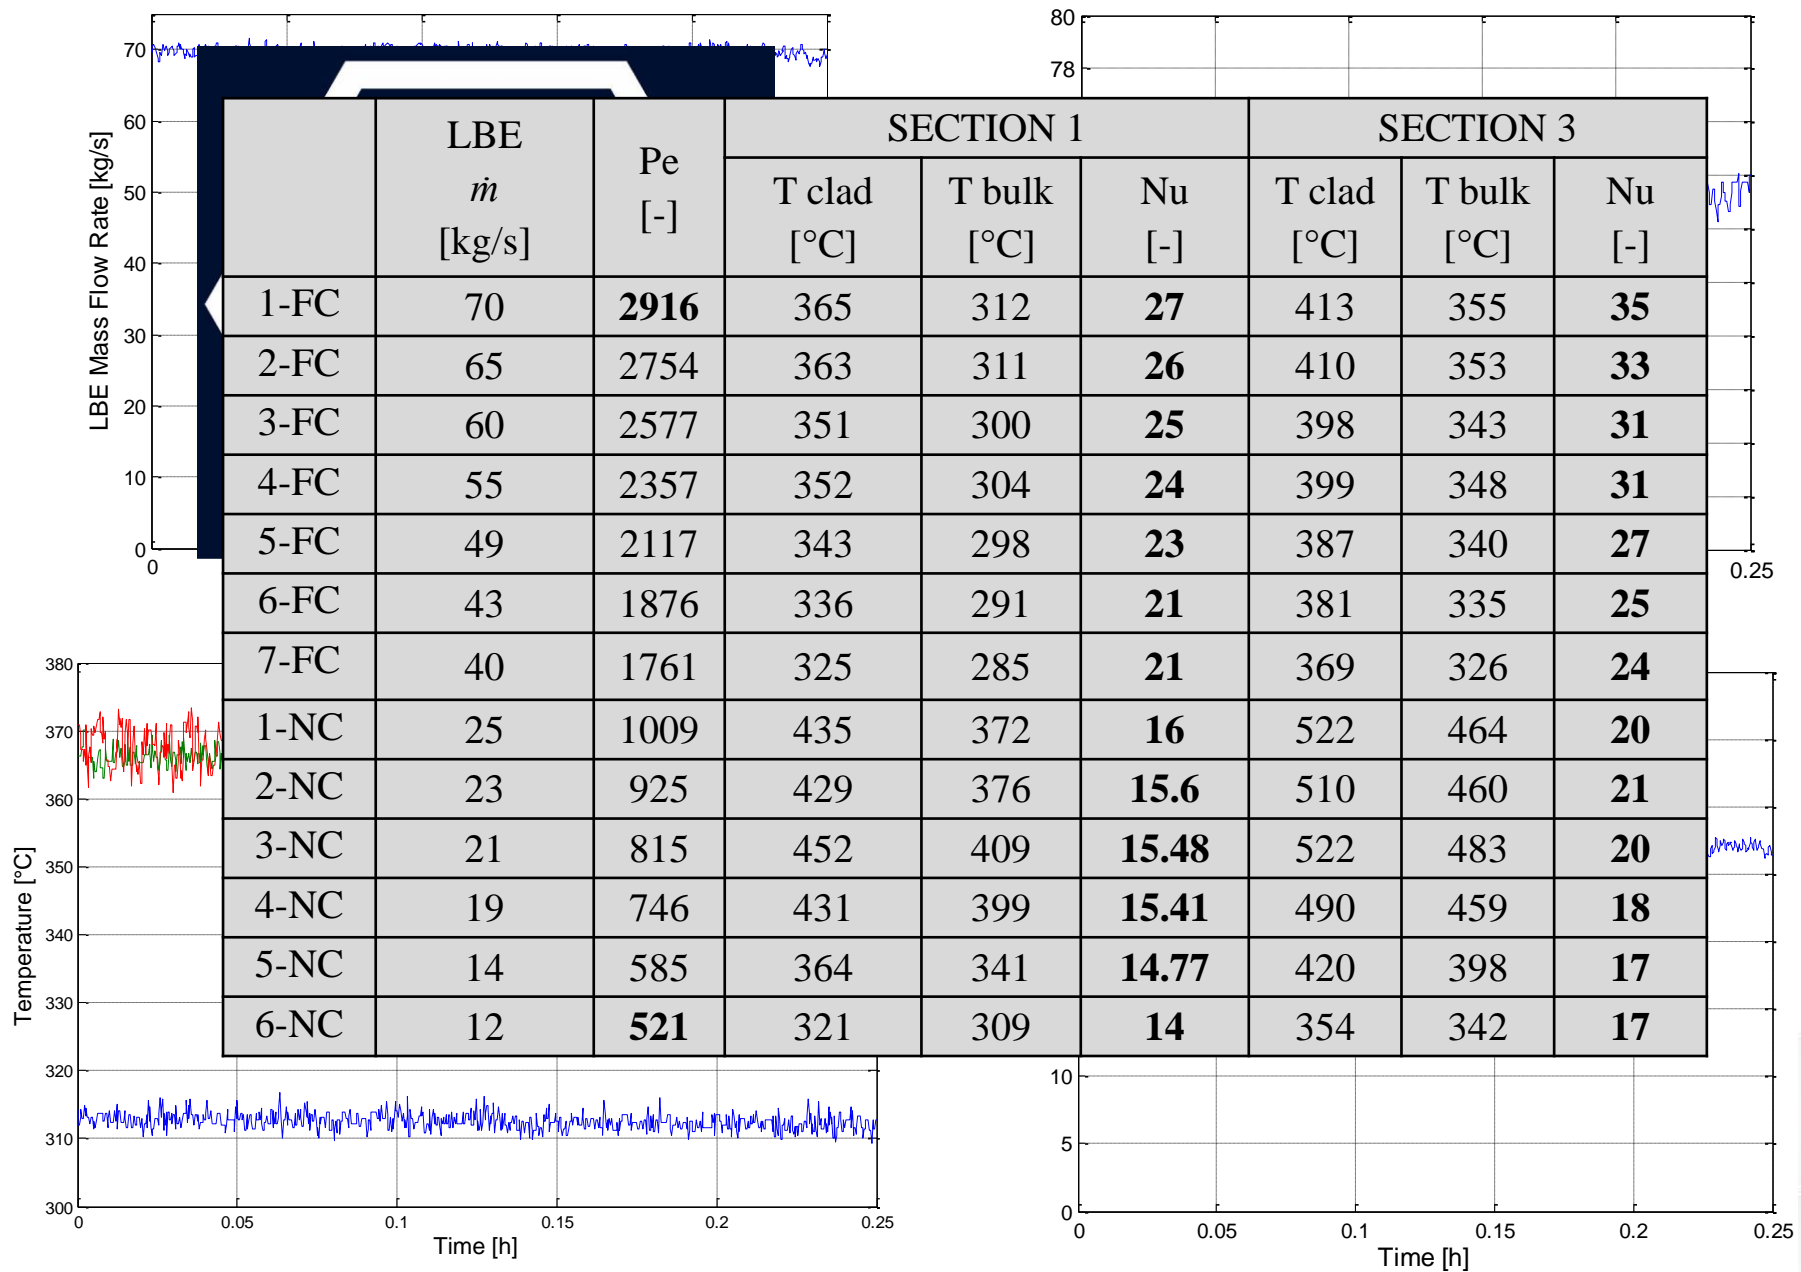 70
60
50
40
30
20
10
0
0
LBE Mass Flow Rate [kg/s]
80
78
0.25
LBE ṁ [kg/s] Pe [-] SECTION 1 SECTION 3
T clad [°C] T bulk [°C] Nu [-] T clad [°C] T bulk [°C] Nu [-]
1-FC 70 2916 365 312 27 413 355 35
2-FC 65 2754 363 311 26 410 353 33
3-FC 60 2577 351 300 25 398 343 31
4-FC 55 2357 352 304 24 399 348 31
5-FC 49 2117 343 298 23 387 340 27
6-FC 43 1876 336 291 21 381 335 25
7-FC 40 1761 325 285 21 369 326 24
1-NC 25 1009 435 372 16 522 464 20
2-NC 23 925 429 376 15.6 510 460 21
3-NC 21 815 452 409 15.48 522 483 20
4-NC 19 746 431 399 15.41 490 459 18
5-NC 14 585 364 341 14.77 420 398 17
6-NC 12 521 321 309 14 354 342 17
380
370
360
350
340
330
320
310
300
Temperature [°C]
0 0.05 0.1 0.15 0.2 0.25
Time [h]
10
5
0
0 0.05 0.1 0.15 0.2 0.25
Time [h]